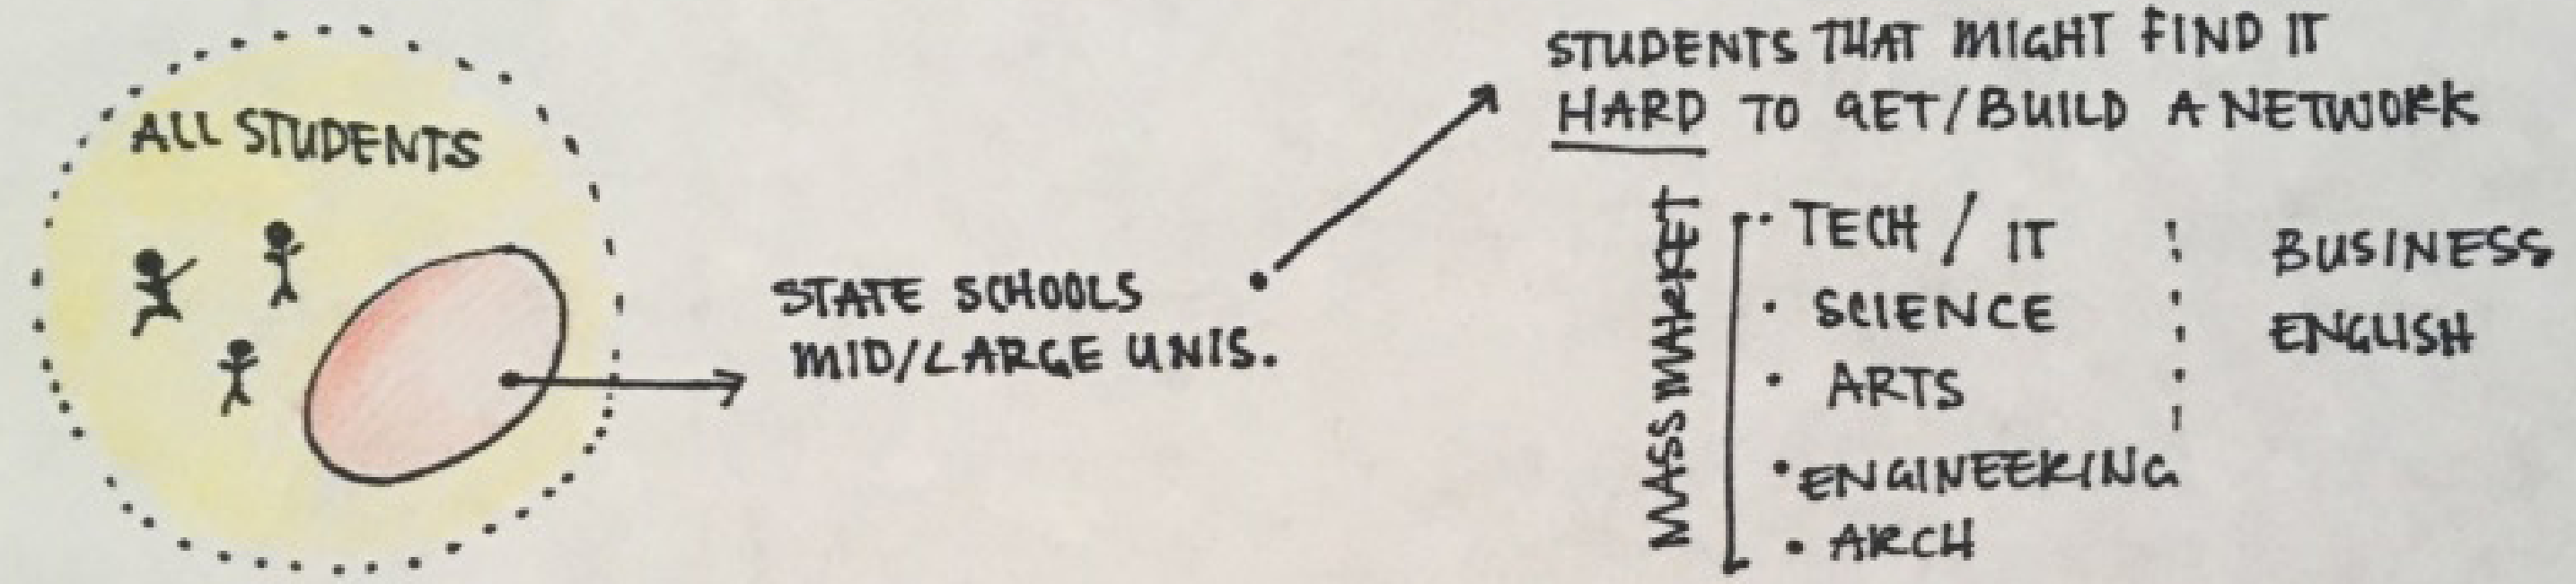 ALL STUDENTS
STATE SCHOOLS
MID/LARGE UNIS.
STUDENTS THAT MIGHT FIND IT
HARD TO GET/BUILD A NETWORK
MASS MARKET
• TECH / IT
• SCIENCE
• ARTS
• ENGINEERING
• ARCH
BUSINESS
ENGLISH